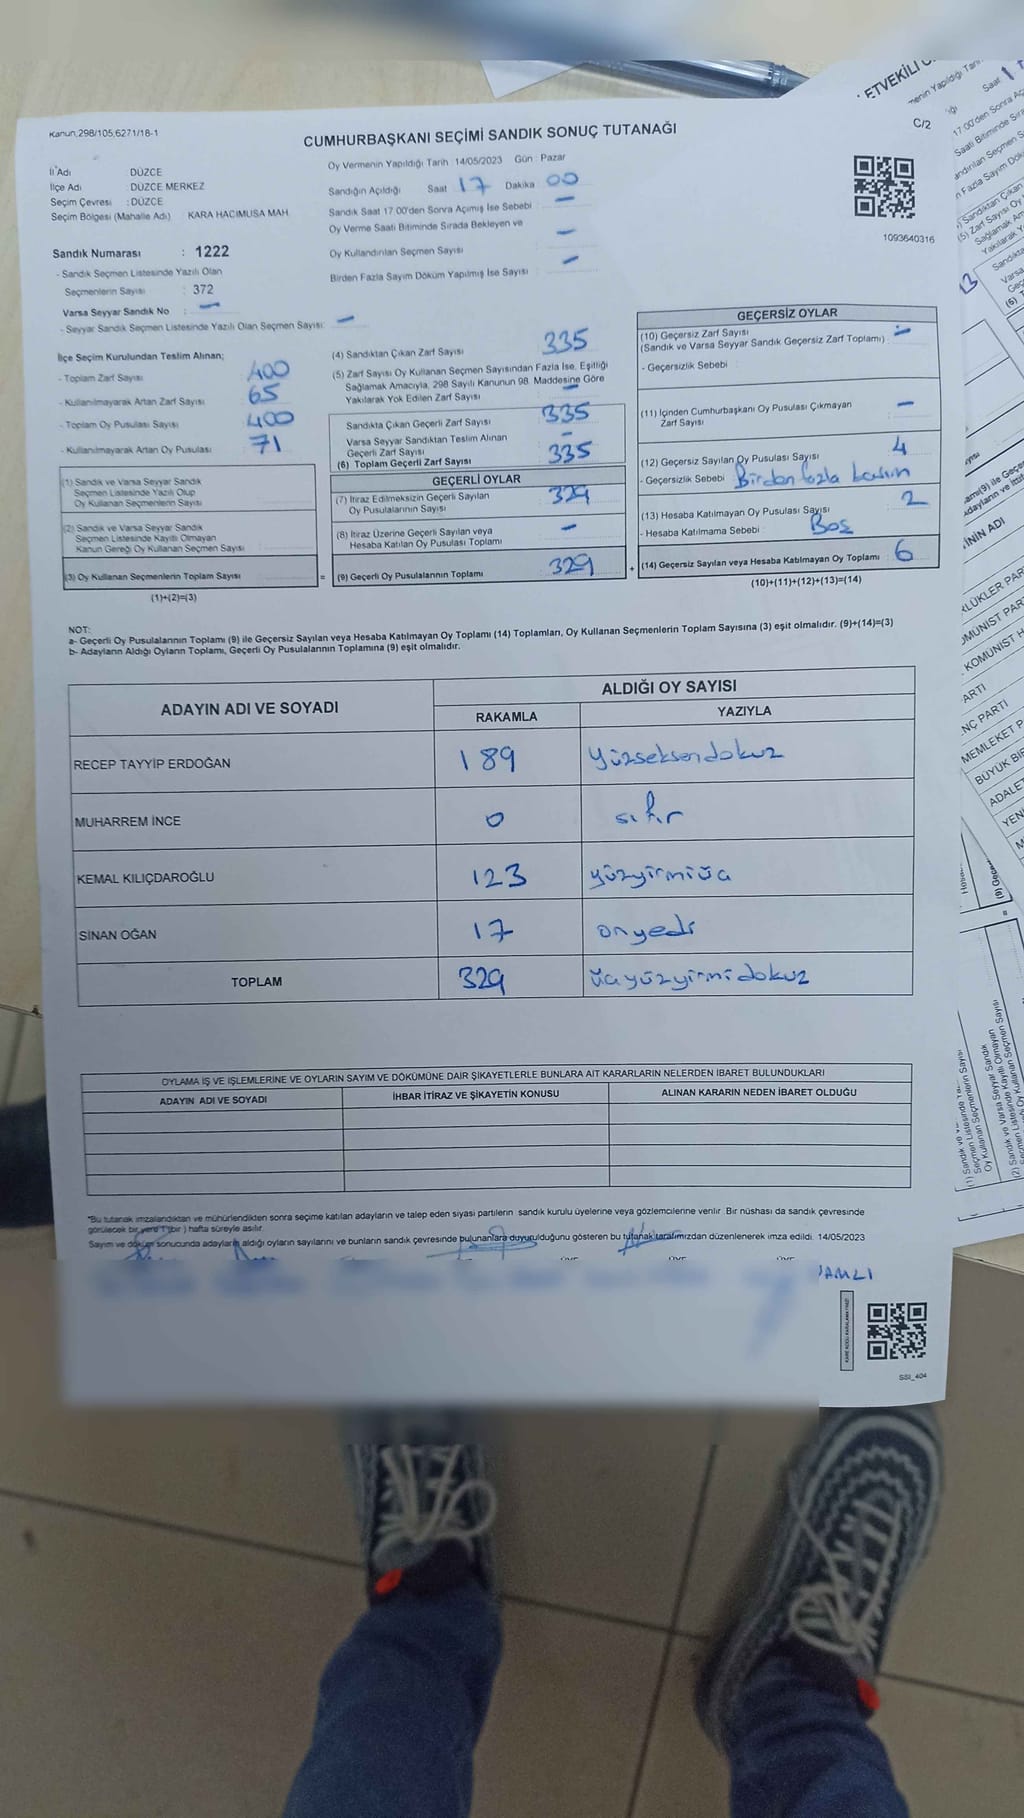 Kanun,298/105,6271/18-1
CUMHURBAŞKANI SEÇİMİ SANDIK SONUÇ TUTANAĞI
C/2
İl Adı DÜZCE
İlçe Adı DÜZCE MERKEZ
Seçim Çevresi : DÜZCE
Seçim Bölgesi (Mahalle Adı) KARA HACIMUSA MAH.
Oy Vermenin Yapıldığı Tarih 14/05/2023 Gün : Pazar
Sandığın Açıldığı Saat 17 Dakika 00
Sandık Saat 17.00'den Sonra Açımış İse Sebebi –
Oy Verme Saati Bitiminde Sırada Bekleyen ve
Oy Kullandırılan Seçmen Sayısı –
Birden Fazla Sayım Döküm Yapılmış İse Sayısı –
1093640316
Sandık Numarası : 1222
- Sandık Seçmen Listesinde Yazılı Olan
Seçmenlerin Sayısı : 372
Varsa Seyyar Sandık No –
- Seyyar Sandık Seçmen Listesinde Yazılı Olan Seçmen Sayısı: –
İlçe Seçim Kurulundan Teslim Alınan;
- Toplam Zarf Sayısı 400
- Kullanılmayarak Artan Zarf Sayısı 65
- Toplam Oy Pusulası Sayısı 400
- Kullanılmayarak Artan Oy Pusulası 71
(1) Sandık ve Varsa Seyyar Sandık
Seçmen Listesinde Yazılı Olup
Oy Kullanan Seçmenlerin Sayısı
(2) Sandık ve Varsa Seyyar Sandık
Seçmen Listesinde Kayıtlı Olmayan
Kanun Gereği Oy Kullanan Seçmen Sayısı
(3) Oy Kullanan Seçmenlerin Toplam Sayısı =
(1)+(2)=(3)
(4) Sandıktan Çıkan Zarf Sayısı 335
(5) Zarf Sayısı Oy Kullanan Seçmen Sayısından Fazla İse, Eşitliği
Sağlamak Amacıyla, 298 Sayılı Kanunun 98. Maddesine Göre
Yakılarak Yok Edilen Zarf Sayısı –
Sandıkta Çıkan Geçerli Zarf Sayısı 335
Varsa Seyyar Sandıktan Teslim Alınan
Geçerli Zarf Sayısı –
(6) Toplam Geçerli Zarf Sayısı 335
GEÇERLİ OYLAR
(7) İtiraz Edilmeksizin Geçerli Sayılan
Oy Pusulalarının Sayısı 329
(8) İtiraz Üzerine Geçerli Sayılan veya
Hesaba Katılan Oy Pusulası Toplamı –
(9) Geçerli Oy Pusulalarının Toplamı 329 +
GEÇERSİZ OYLAR
(10) Geçersiz Zarf Sayısı
(Sandık ve Varsa Seyyar Sandık Geçersiz Zarf Toplamı) –
- Geçersizlik Sebebi :
(11) İçinden Cumhurbaşkanı Oy Pusulası Çıkmayan
Zarf Sayısı –
(12) Geçersiz Sayılan Oy Pusulası Sayısı 4
- Geçersizlik Sebebi Birden fazla basım
(13) Hesaba Katılmayan Oy Pusulası Sayısı 2
- Hesaba Katılmama Sebebi : Boş
(14) Geçersiz Sayılan veya Hesaba Katılmayan Oy Toplamı 6
(10)+(11)+(12)+(13)=(14)
NOT:
a- Geçerli Oy Pusulalarının Toplamı (9) ile Geçersiz Sayılan veya Hesaba Katılmayan Oy Toplamı (14) Toplamları, Oy Kullanan Seçmenlerin Toplam Sayısına (3) eşit olmalıdır. (9)+(14)=(3)
b- Adayların Aldığı Oyların Toplamı, Geçerli Oy Pusulalarının Toplamına (9) eşit olmalıdır.
ADAYIN ADI VE SOYADI
ALDIĞI OY SAYISI
RAKAMLA YAZIYLA
RECEP TAYYİP ERDOĞAN 189 Yüzseksendokuz
MUHARREM İNCE 0 sıfır
KEMAL KILIÇDAROĞLU 123 yüzyirmiüç
SİNAN OĞAN 17 onyedi
TOPLAM 329 üçyüzyirmidokuz
OYLAMA İŞ VE İŞLEMLERİNE VE OYLARIN SAYIM VE DÖKÜMÜNE DAİR ŞİKAYETLERLE BUNLARA AİT KARARLARIN NELERDEN İBARET BULUNDUKLARI
ADAYIN ADI VE SOYADI İHBAR İTİRAZ VE ŞİKAYETİN KONUSU ALINAN KARARIN NEDEN İBARET OLDUĞU
*Bu tutanak imzalandıktan ve mühürlendikten sonra seçime katılan adayların ve talep eden siyasi partilerin sandık kurulu üyelerine veya gözlemcilerine verilir. Bir nüshası da sandık çevresinde
görülecek bir yere 1 (bir ) hafta süreyle asılır.
Sayım ve döküm sonucunda adayların aldığı oyların sayılarını ve bunların sandık çevresinde bulunanlara duyurulduğunu gösteren bu tutanak tarafımızdan düzenlenerek imza edildi. 14/05/2023
AMLI
SSI_404